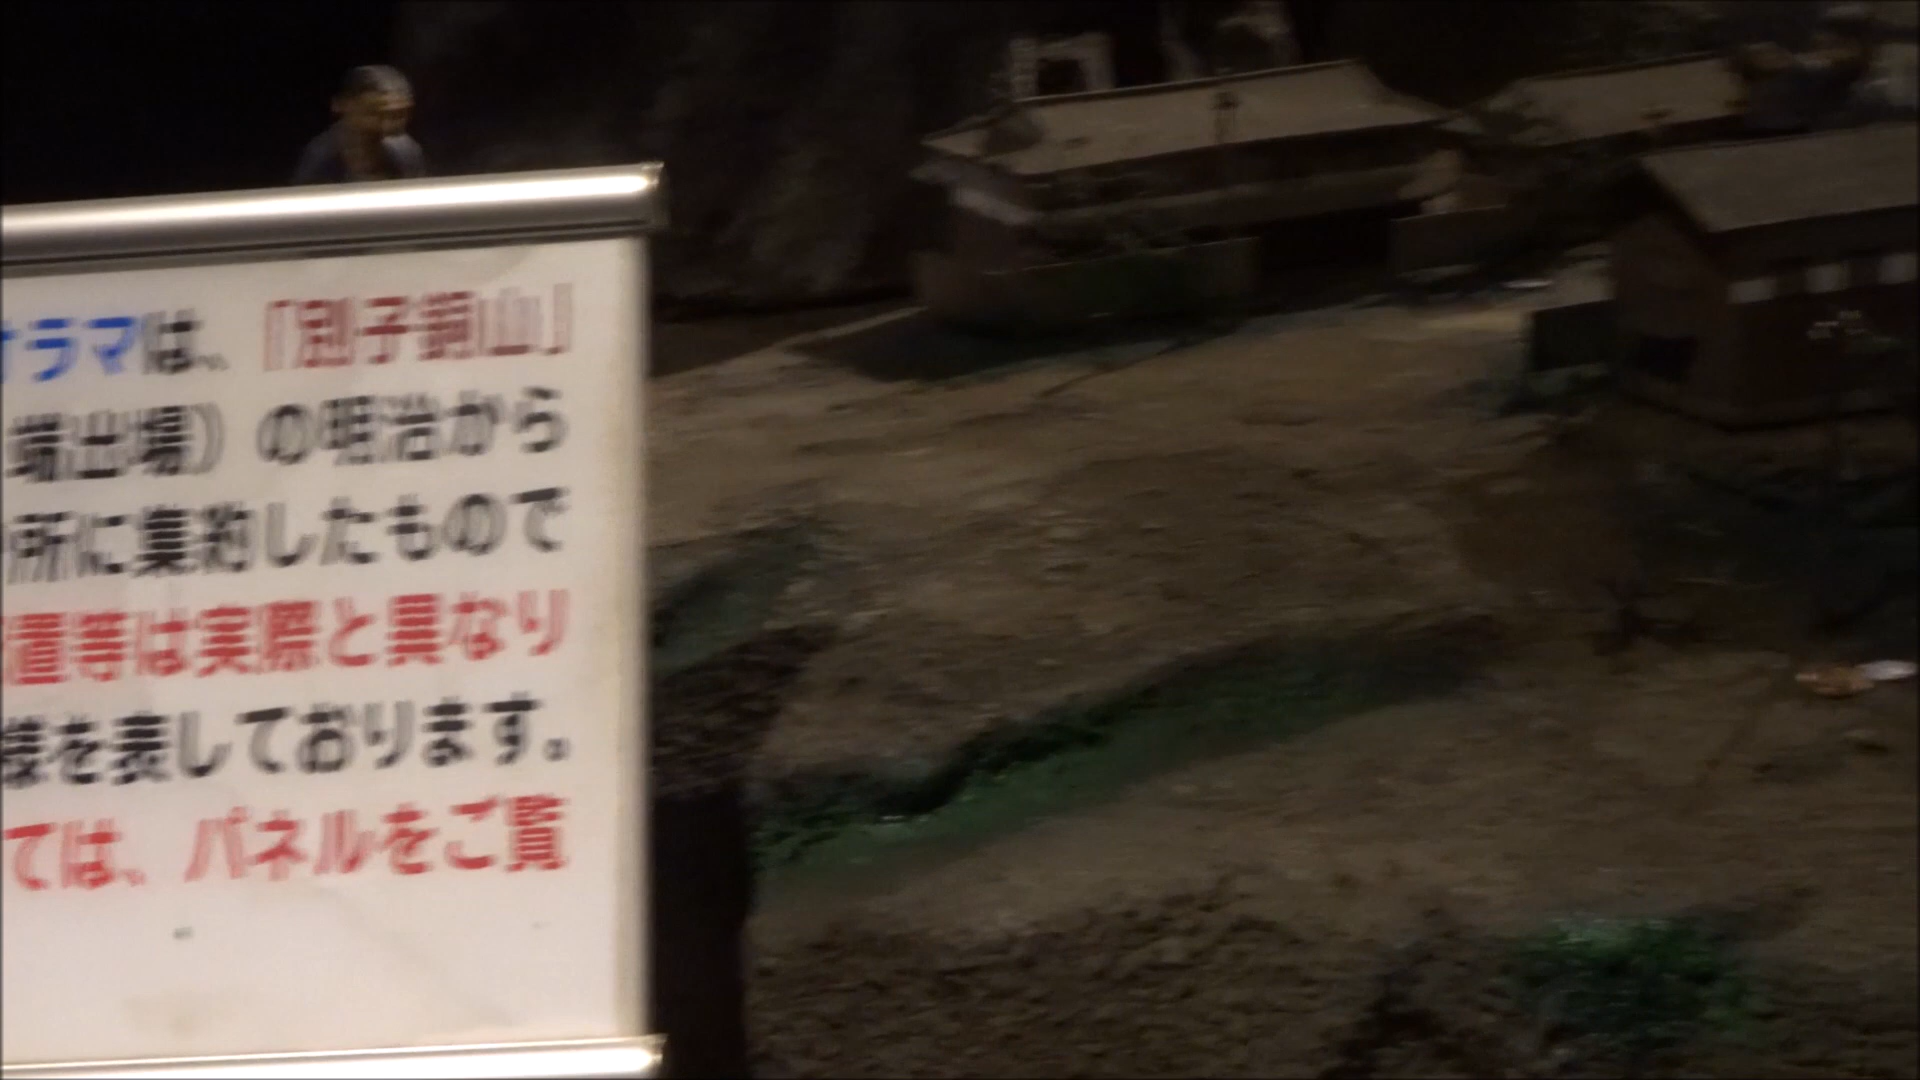 ラマは、「別子銅山」
端出場）の明治から
所に集約したもので
置等は実際と異なり
様を表しております。
ては、パネルをご覧